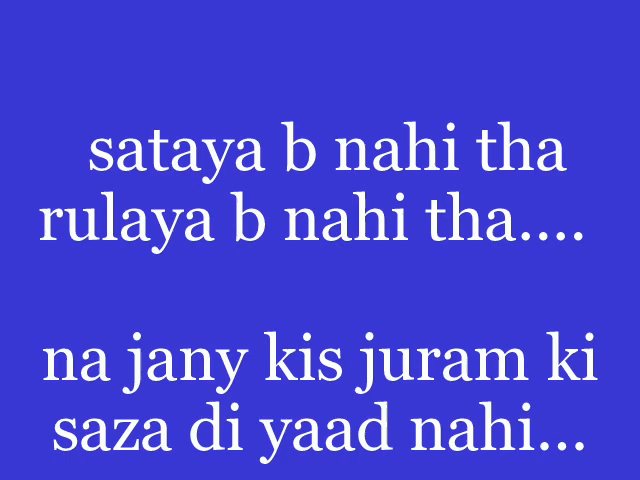 sataya b nahi tha
rulaya b nahi tha....
na jany kis juram ki
saza di yaad nahi...